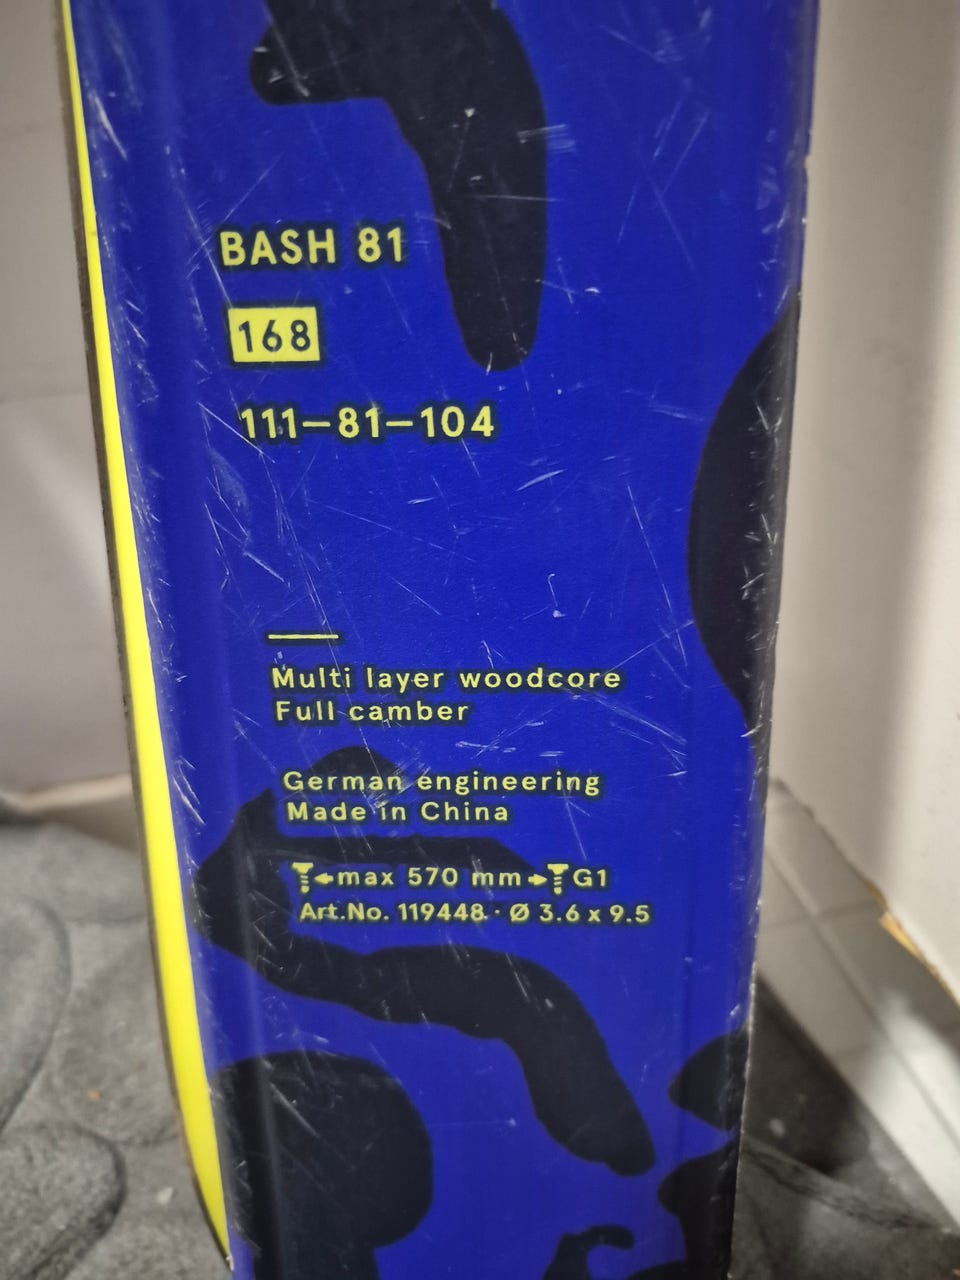 BASH 81
168
111–81–104
Multi layer woodcore
Full camber
German engineering
Made in China
max 570 mm G1
Art.No. 119448 · Ø 3.6 x 9.5